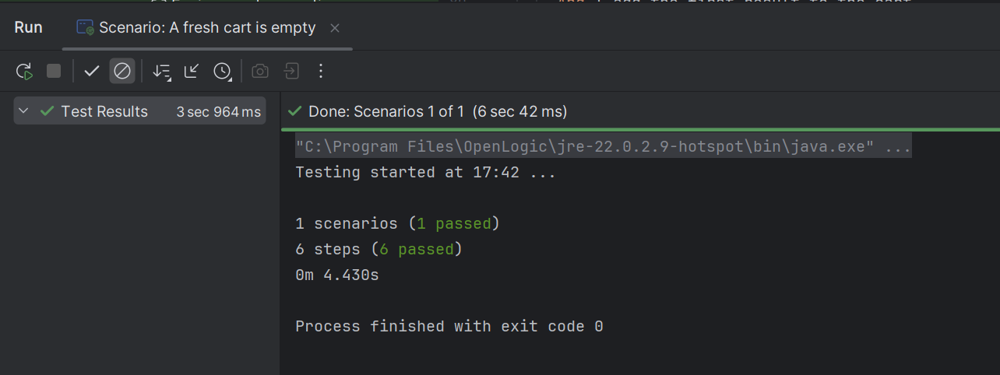 Run
Scenario: A fresh cart is empty
Test Results 3 sec 964 ms
Done: Scenarios 1 of 1 (6 sec 42 ms)
"C:\Program Files\OpenLogic\jre-22.0.2.9-hotspot\bin\java.exe" ...
Testing started at 17:42 ...
1 scenarios (1 passed)
6 steps (6 passed)
0m 4.430s
Process finished with exit code 0